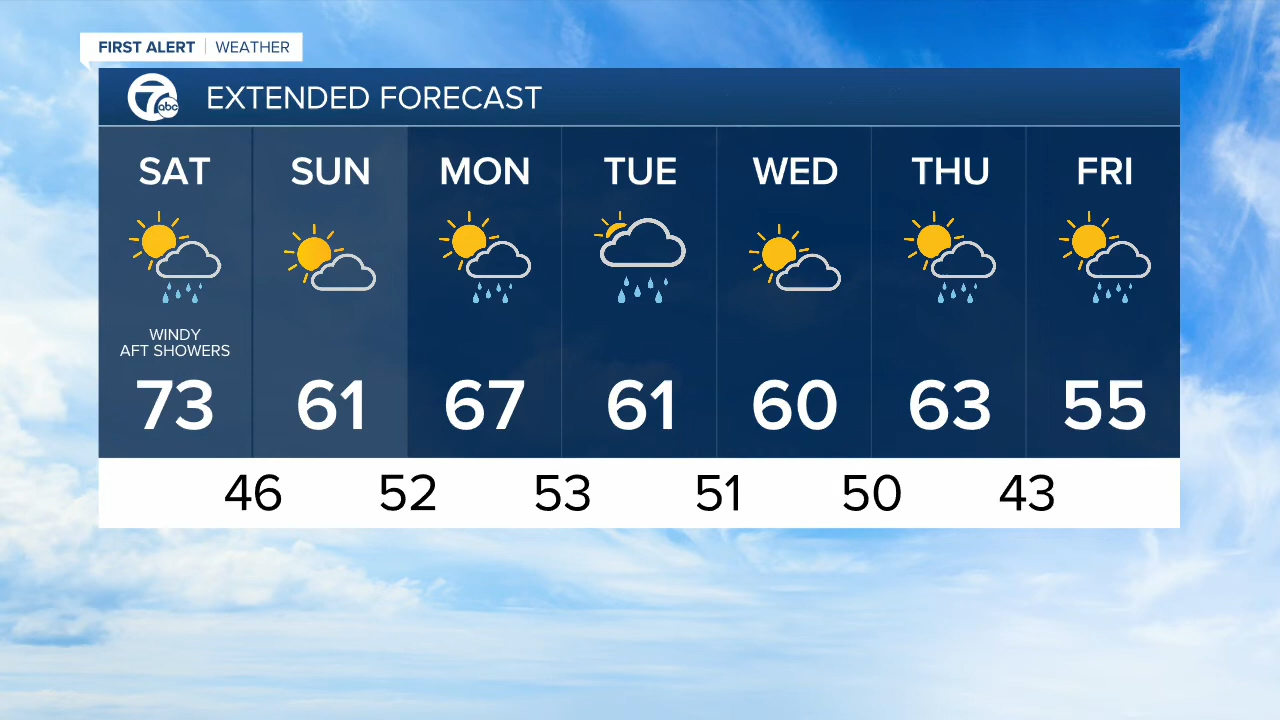 FIRST ALERT | WEATHER
7 abc EXTENDED FORECAST
SAT SUN MON TUE WED THU FRI
WINDY
AFT SHOWERS
73 61 67 61 60 63 55
46 52 53 51 50 43